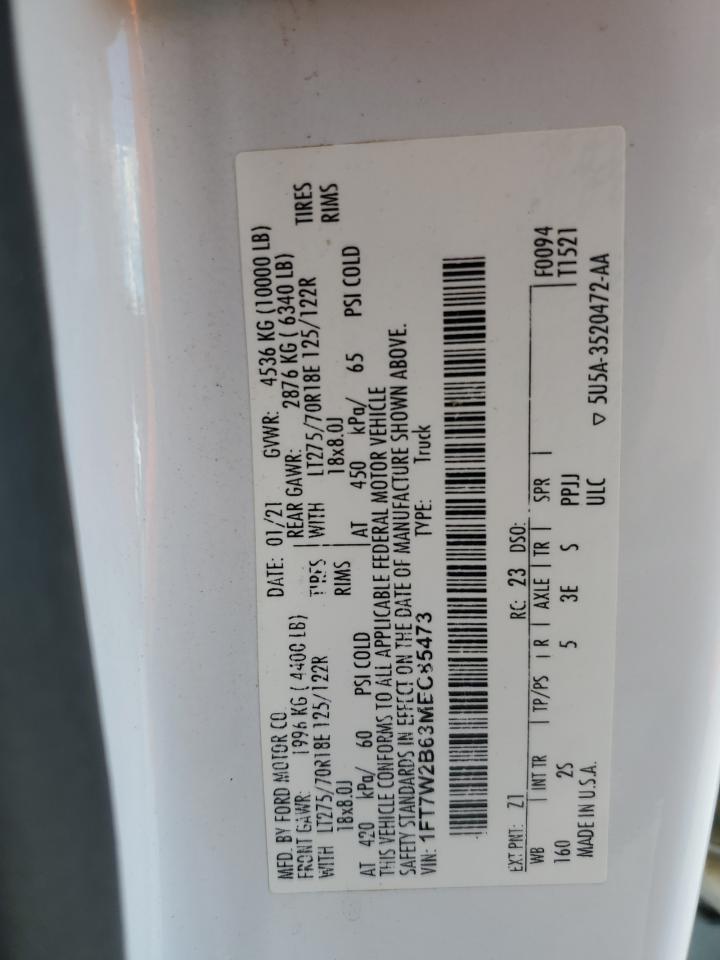 MFD. BY FORD MOTOR CO.
DATE: 01/21 GVWR: 4536 KG (10000 LB)
FRONT GAWR: 1996 KG ( 4400 LB) REAR GAWR: 2876 KG ( 6340 LB)
WITH LT275/70R18E 125/122R TIRES WITH LT275/70R18E 125/122R TIRES
18x8.0J RIMS 18x8.0J RIMS
AT 420 kPa/ 60 PSI COLD AT 450 kPa/ 65 PSI COLD
THIS VEHICLE CONFORMS TO ALL APPLICABLE FEDERAL MOTOR VEHICLE
SAFETY STANDARDS IN EFFECT ON THE DATE OF MANUFACTURE SHOWN ABOVE.
VIN: 1FT7W2B63MEC85473 TYPE: Truck
EXT PNT: Z1 RC: 23 DSO:
WB INT TR TP/PS R AXLE TR SPR F0094
160 2S 5 3E S PPJJ T1521
MADE IN U.S.A. ULC
▽ 5U5A-3520472-AA